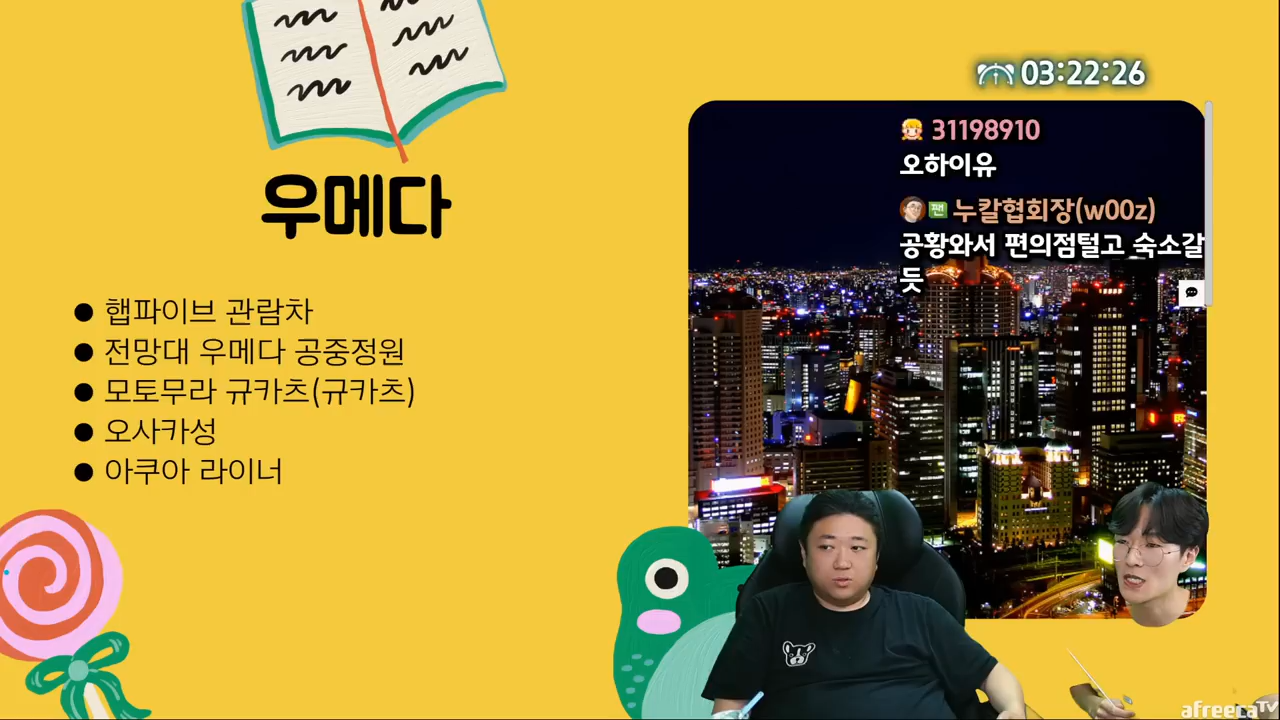 03:22:26
31198910
오하이유
팬 누칼협회장(w00z)
공황와서 편의점털고 숙소갈
듯
우메다
● 햅파이브 관람차
● 전망대 우메다 공중정원
● 모토무라 규카츠(규카츠)
● 오사카성
● 아쿠아 라이너
afreecaTV